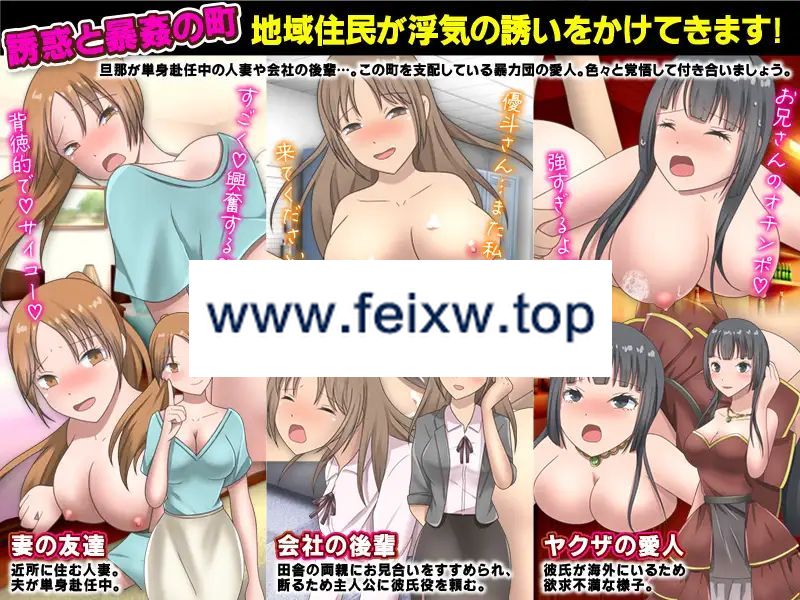 誘惑と暴姦の町
地域住民が浮気の誘いをかけてきます!
旦那が単身赴任中の人妻や会社の後輩…。この町を支配している暴力団の愛人。色々と覚悟して付き合いましょう。
すごく♡興奮する
背徳的で♡サイコー♡
優斗さん…また私
来てください
お兄さんのオチンポ♡
強すぎるよ
www.feixw.top
妻の友達
近所に住む人妻。
夫が単身赴任中。
会社の後輩
田舎の両親にお見合いをすすめられ、
断るため主人公に彼氏役を頼む。
ヤクザの愛人
彼氏が海外にいるため
欲求不満な様子。